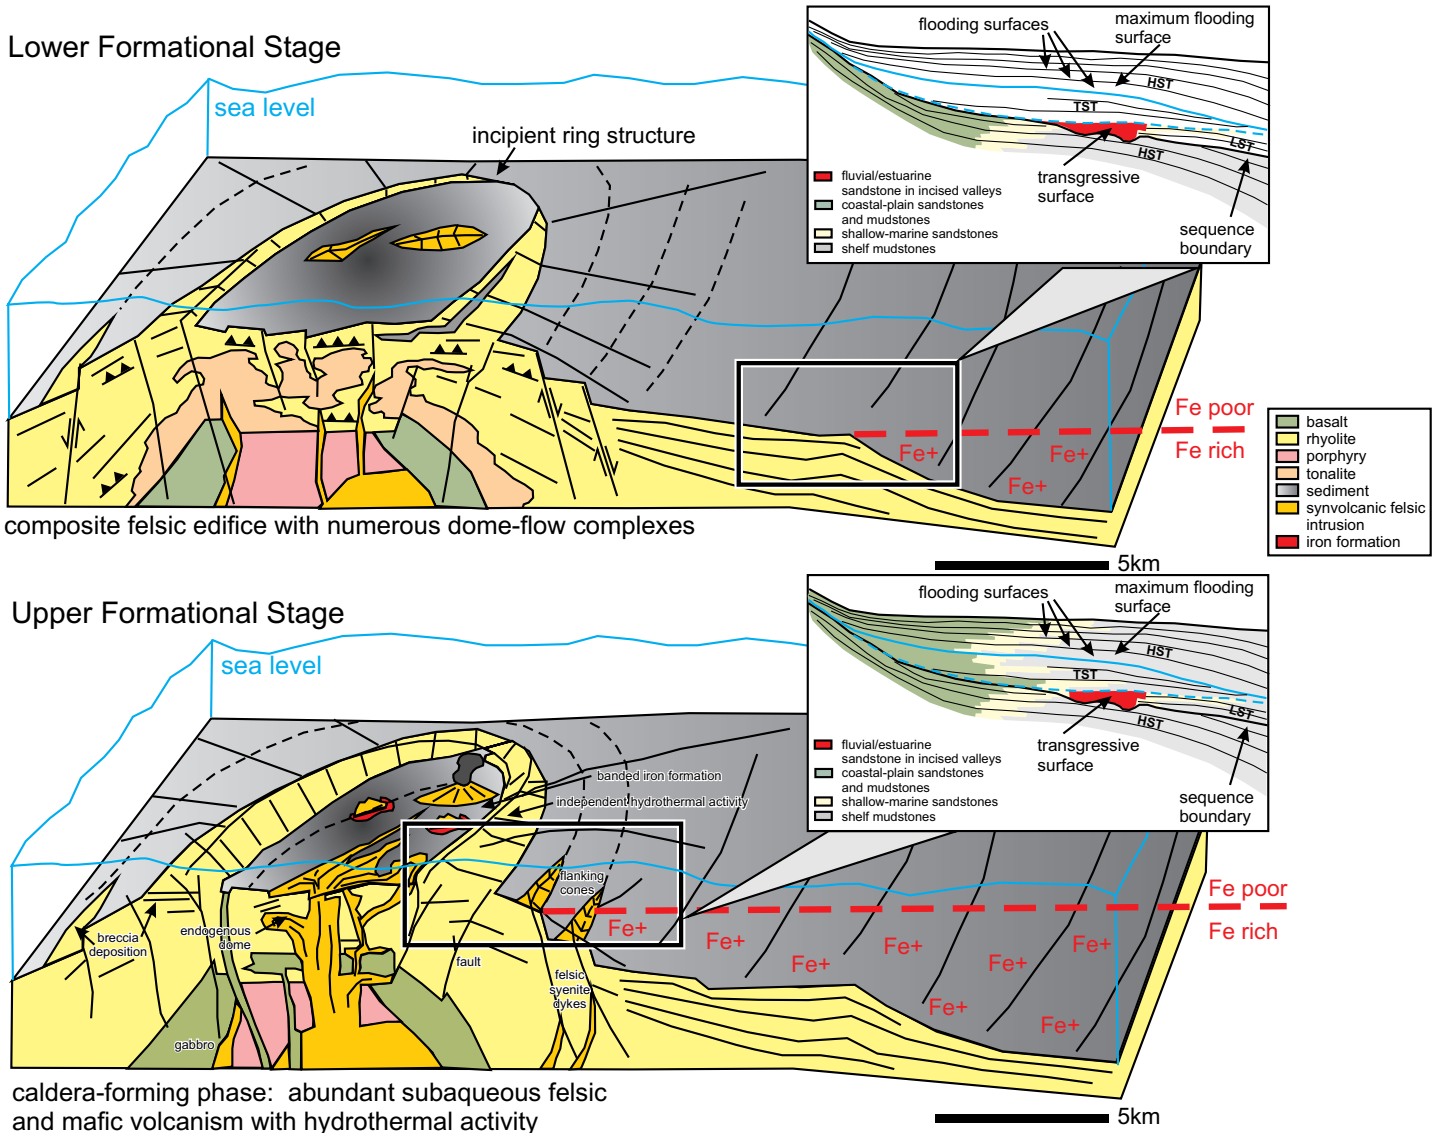 Lower Formational Stage
sea level
incipient ring structure
flooding surfaces
maximum flooding
surface
HST
TST
LST
HST
transgressive
surface
sequence
boundary
fluvial/estuarine
sandstone in incised valleys
coastal-plain sandstones
and mudstones
shallow-marine sandstones
shelf mudstones
Fe poor
Fe rich
Fe+
Fe+
Fe+
basalt
rhyolite
porphyry
tonalite
sediment
synvolcanic felsic
intrusion
iron formation
composite felsic edifice with numerous dome-flow complexes
5km
Upper Formational Stage
sea level
flooding surfaces
maximum flooding
surface
HST
TST
LST
HST
transgressive
surface
sequence
boundary
fluvial/estuarine
sandstone in incised valleys
coastal-plain sandstones
and mudstones
shallow-marine sandstones
shelf mudstones
banded iron formation
independent hydrothermal activity
flanking
cones
endogenous
dome
breccia
deposition
fault
felsic
syenite
dykes
gabbro
Fe poor
Fe rich
Fe+
Fe+
Fe+
Fe+
Fe+
Fe+
Fe+
Fe+
caldera-forming phase: abundant subaqueous felsic
and mafic volcanism with hydrothermal activity
5km